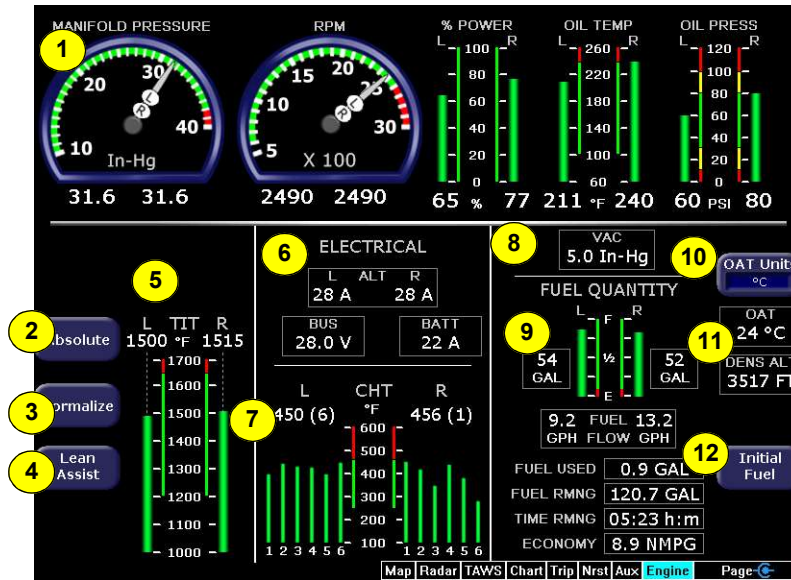 MANIFOLD PRESSURE
1
10
20
30
40
In-Hg
31.6 31.6
RPM
5
10
15
20
25
30
X 100
2490 2490
% POWER
L R
100
80
60
40
20
0
65 % 77
OIL TEMP
L R
260
220
180
140
100
60
211 °F 240
OIL PRESS
L R
120
100
80
60
40
20
0
60 PSI 80
2
bsolute
3
ormalize
4
Lean
Assist
5
L TIT R
1500 °F 1515
1700
1600
1500
1400
1300
1200
1100
1000
6
ELECTRICAL
L ALT R
28 A 28 A
BUS
28.0 V
BATT
22 A
7
L CHT R
450 (6) °F 456 (1)
600
500
400
300
200
100
1 2 3 4 5 6
1 2 3 4 5 6
8
VAC
5.0 In-Hg
FUEL QUANTITY
9
L R
F
½
E
54
GAL
52
GAL
9.2 FUEL 13.2
GPH FLOW GPH
FUEL USED 0.9 GAL
FUEL RMNG 120.7 GAL
TIME RMNG 05:23 h:m
ECONOMY 8.9 NMPG
10
OAT Units
°C
11
OAT
24 °C
DENS ALT
3517 FT
12
Initial
Fuel
Map Radar TAWS Chart Trip Nrst Aux Engine Page